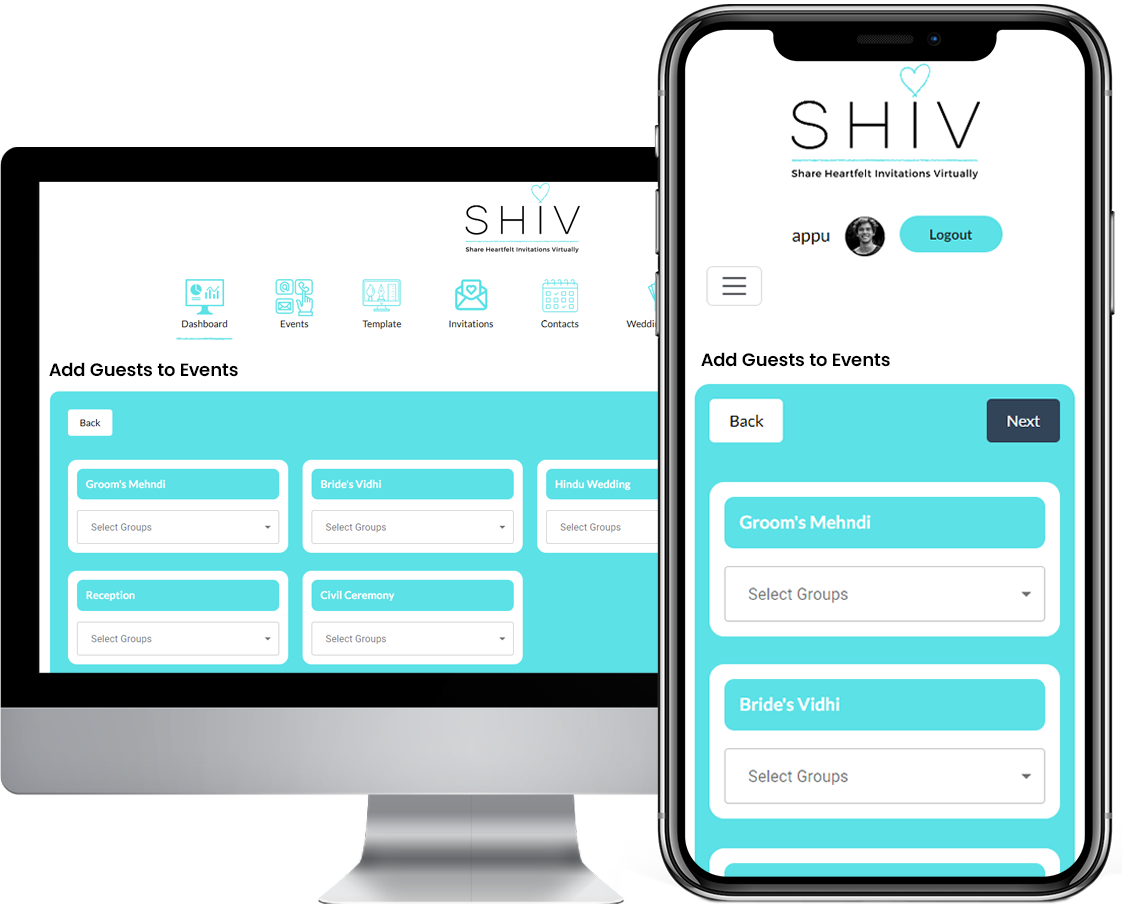 SHIV
Share Heartfelt Invitations Virtually
Dashboard
Events
Template
Invitations
Contacts
Add Guests to Events
Back
Groom's Mehndi
Bride's Vidhi
Hindu Wedding
Select Groups
Select Groups
Select Groups
Reception
Civil Ceremony
Select Groups
Select Groups
SHIV
Share Heartfelt Invitations Virtually
appu
Logout
Add Guests to Events
Back
Next
Groom's Mehndi
Select Groups
Bride's Vidhi
Select Groups